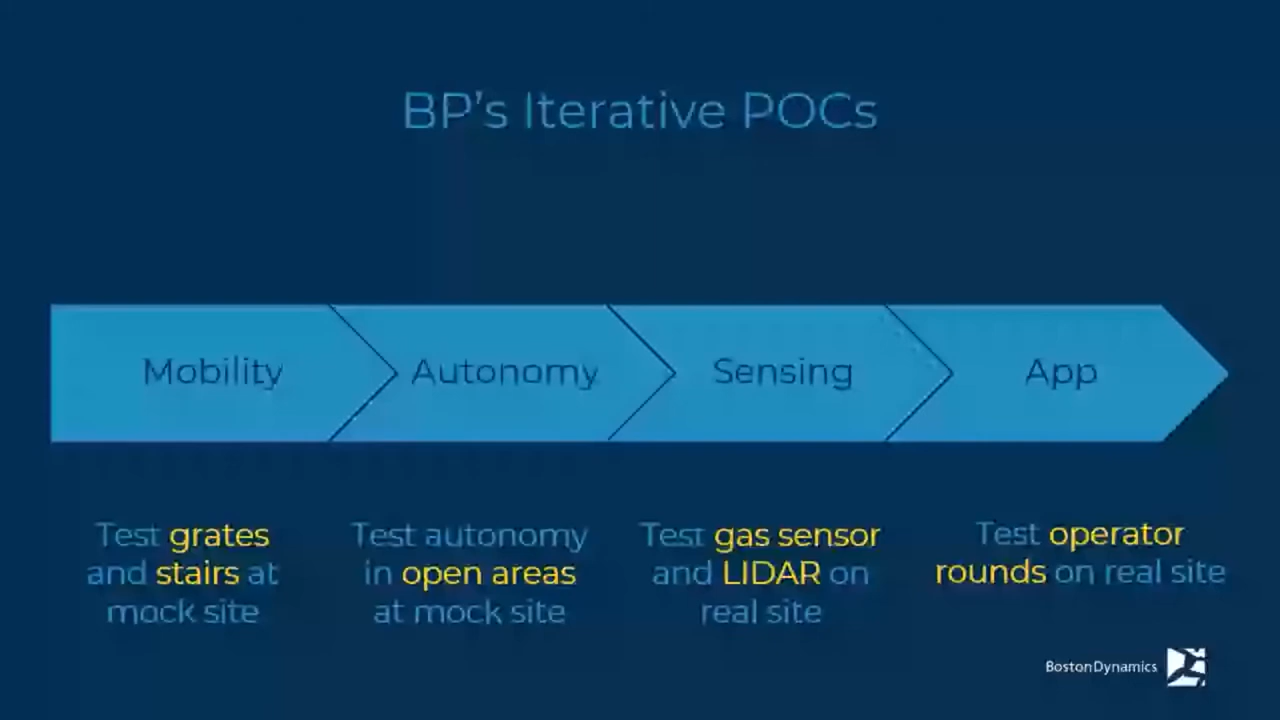 BP's Iterative POCs
Mobility
Autonomy
Sensing
App
Test grates
and stairs at
mock site
Test autonomy
in open areas
at mock site
Test gas sensor
and LIDAR on
real site
Test operator
rounds on real site
BostonDynamics